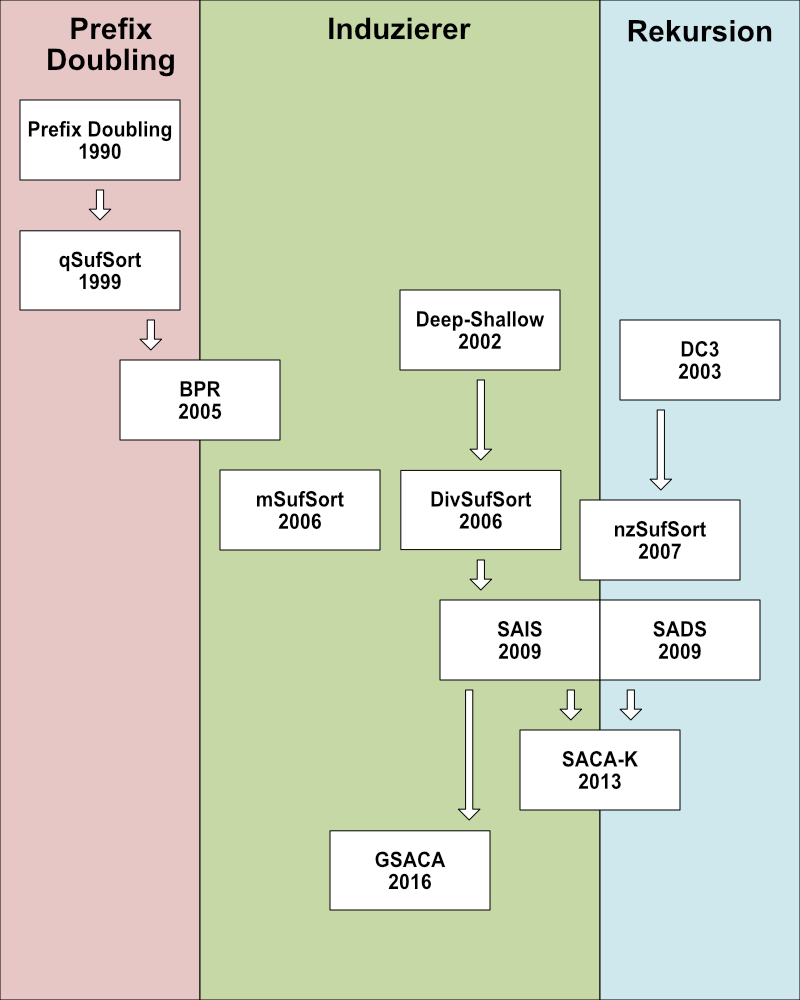 Prefix
Doubling
Induzierer
Rekursion
Prefix Doubling
1990
qSufSort
1999
Deep-Shallow
2002
DC3
2003
BPR
2005
mSufSort
2006
DivSufSort
2006
nzSufSort
2007
SAIS
2009
SADS
2009
SACA-K
2013
GSACA
2016